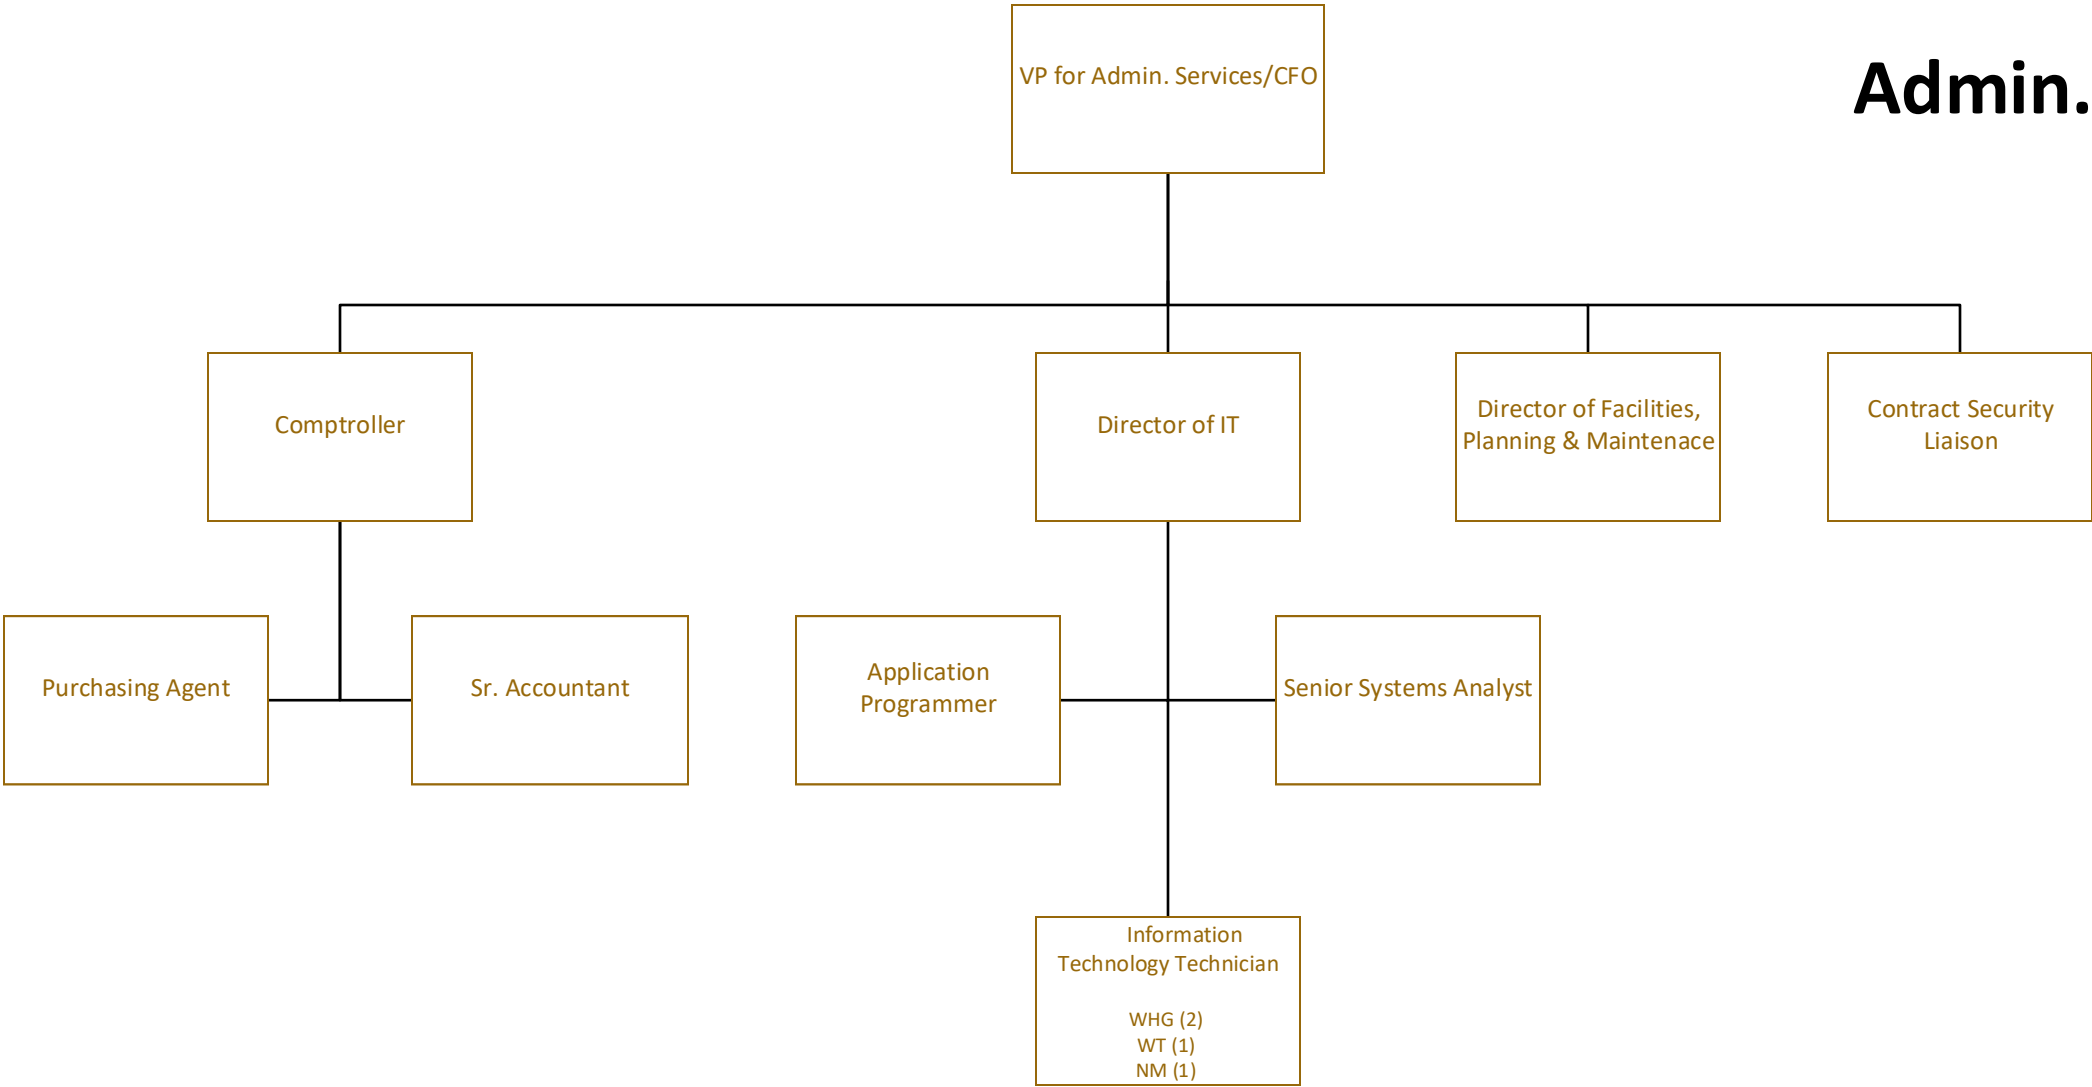 VP for Admin. Services/CFO
Admin.
Comptroller
Director of IT
Director of Facilities,
Planning & Maintenace
Contract Security
Liaison
Purchasing Agent
Sr. Accountant
Application
Programmer
Senior Systems Analyst
Information
Technology Technician
WHG (2)
WT (1)
NM (1)